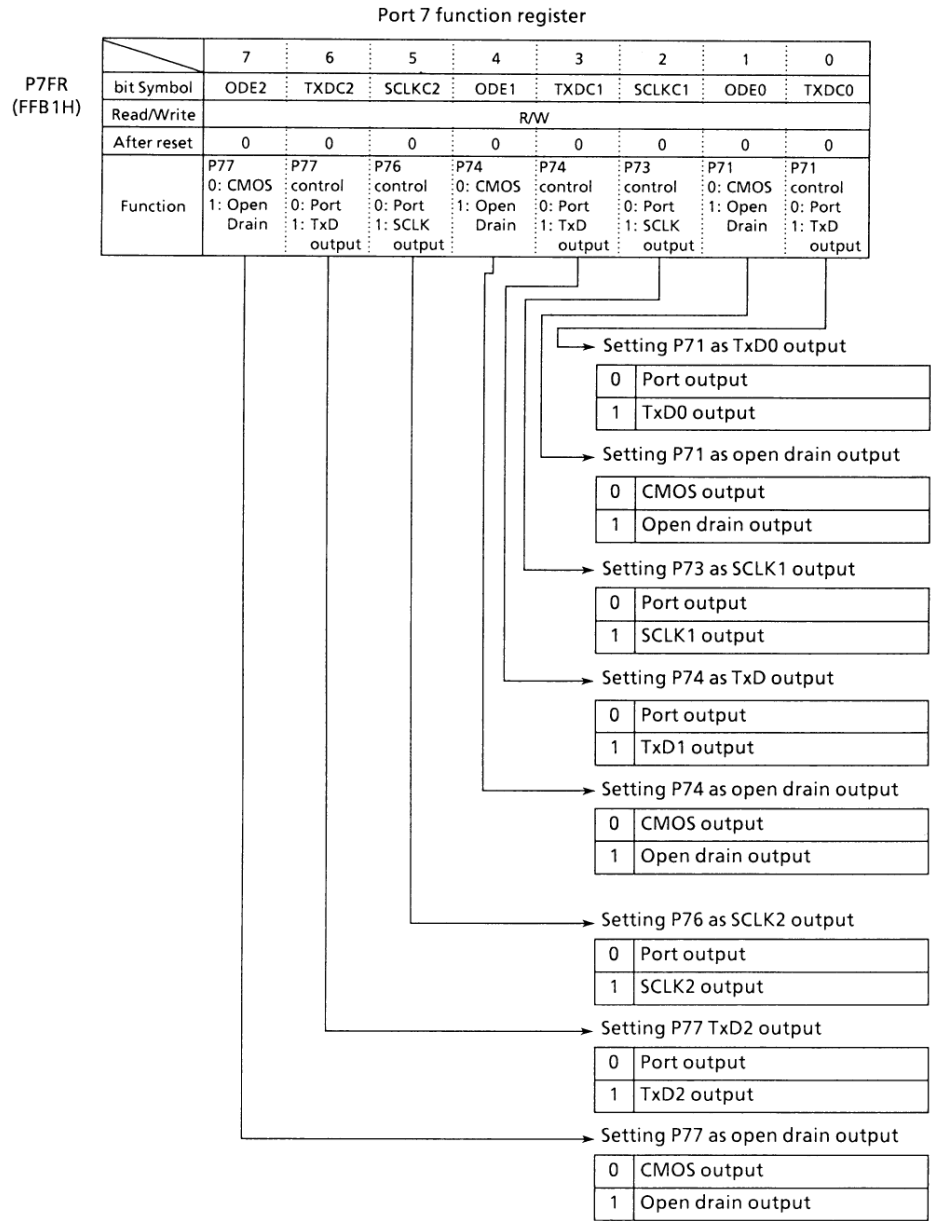 Port 7 function register
P7FR
(FFB1H)
7 6 5 4 3 2 1 0
bit Symbol ODE2 TXDC2 SCLKC2 ODE1 TXDC1 SCLKC1 ODE0 TXDC0
Read/Write R/W
After reset 0 0 0 0 0 0 0 0
Function
P77 P77 P76 P74 P74 P73 P71 P71
0: CMOS control control 0: CMOS control control 0: CMOS control
1: Open 0: Port 0: Port 1: Open 0: Port 0: Port 1: Open 0: Port
Drain 1: TxD 1: SCLK Drain 1: TxD 1: SCLK Drain 1: TxD
output output output output output
Setting P71 as TxD0 output
0 Port output
1 TxD0 output
Setting P71 as open drain output
0 CMOS output
1 Open drain output
Setting P73 as SCLK1 output
0 Port output
1 SCLK1 output
Setting P74 as TxD output
0 Port output
1 TxD1 output
Setting P74 as open drain output
0 CMOS output
1 Open drain output
Setting P76 as SCLK2 output
0 Port output
1 SCLK2 output
Setting P77 TxD2 output
0 Port output
1 TxD2 output
Setting P77 as open drain output
0 CMOS output
1 Open drain output